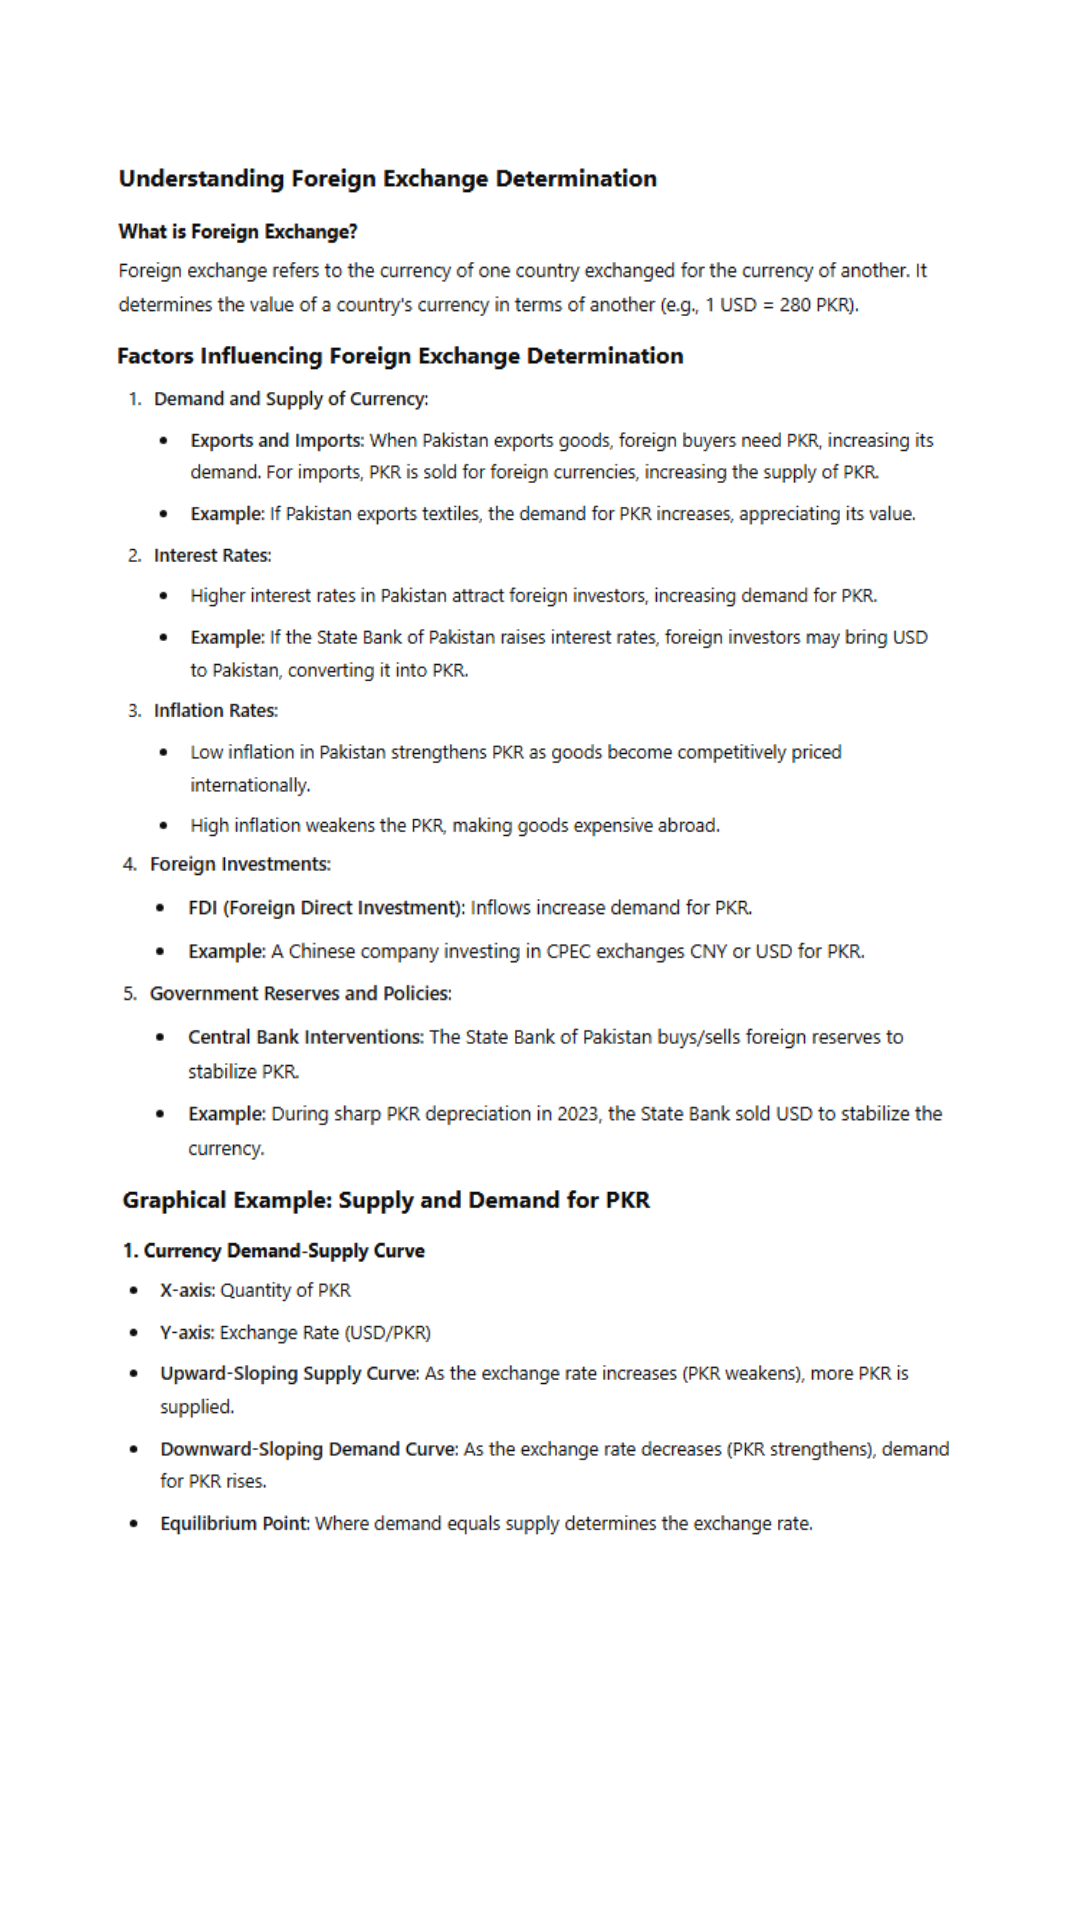 Understanding Foreign Exchange Determination
What is Foreign Exchange?
Foreign exchange refers to the currency of one country exchanged for the currency of another. It
determines the value of a country's currency in terms of another (e.g., 1 USD = 280 PKR).
Factors Influencing Foreign Exchange Determination
1. Demand and Supply of Currency:
• Exports and Imports: When Pakistan exports goods, foreign buyers need PKR, increasing its
demand. For imports, PKR is sold for foreign currencies, increasing the supply of PKR.
• Example: If Pakistan exports textiles, the demand for PKR increases, appreciating its value.
2. Interest Rates:
• Higher interest rates in Pakistan attract foreign investors, increasing demand for PKR.
• Example: If the State Bank of Pakistan raises interest rates, foreign investors may bring USD
to Pakistan, converting it into PKR.
3. Inflation Rates:
• Low inflation in Pakistan strengthens PKR as goods become competitively priced
internationally.
• High inflation weakens the PKR, making goods expensive abroad.
4. Foreign Investments:
• FDI (Foreign Direct Investment): Inflows increase demand for PKR.
• Example: A Chinese company investing in CPEC exchanges CNY or USD for PKR.
5. Government Reserves and Policies:
• Central Bank Interventions: The State Bank of Pakistan buys/sells foreign reserves to
stabilize PKR.
• Example: During sharp PKR depreciation in 2023, the State Bank sold USD to stabilize the
currency.
Graphical Example: Supply and Demand for PKR
1. Currency Demand-Supply Curve
• X-axis: Quantity of PKR
• Y-axis: Exchange Rate (USD/PKR)
• Upward-Sloping Supply Curve: As the exchange rate increases (PKR weakens), more PKR is
supplied.
• Downward-Sloping Demand Curve: As the exchange rate decreases (PKR strengthens), demand
for PKR rises.
• Equilibrium Point: Where demand equals supply determines the exchange rate.